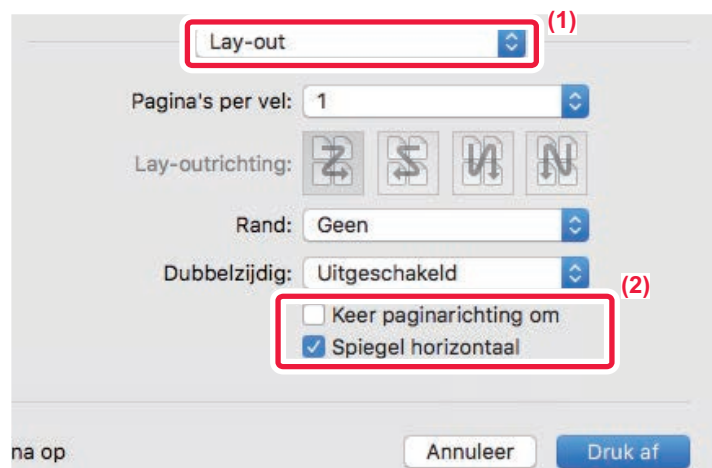 (1)
Lay-out
Pagina's per vel: 1
Lay-outrichting:
Rand: Geen
Dubbelzijdig: Uitgeschakeld
(2)
Keer paginarichting om
Spiegel horizontaal
na op Annuleer Druk af